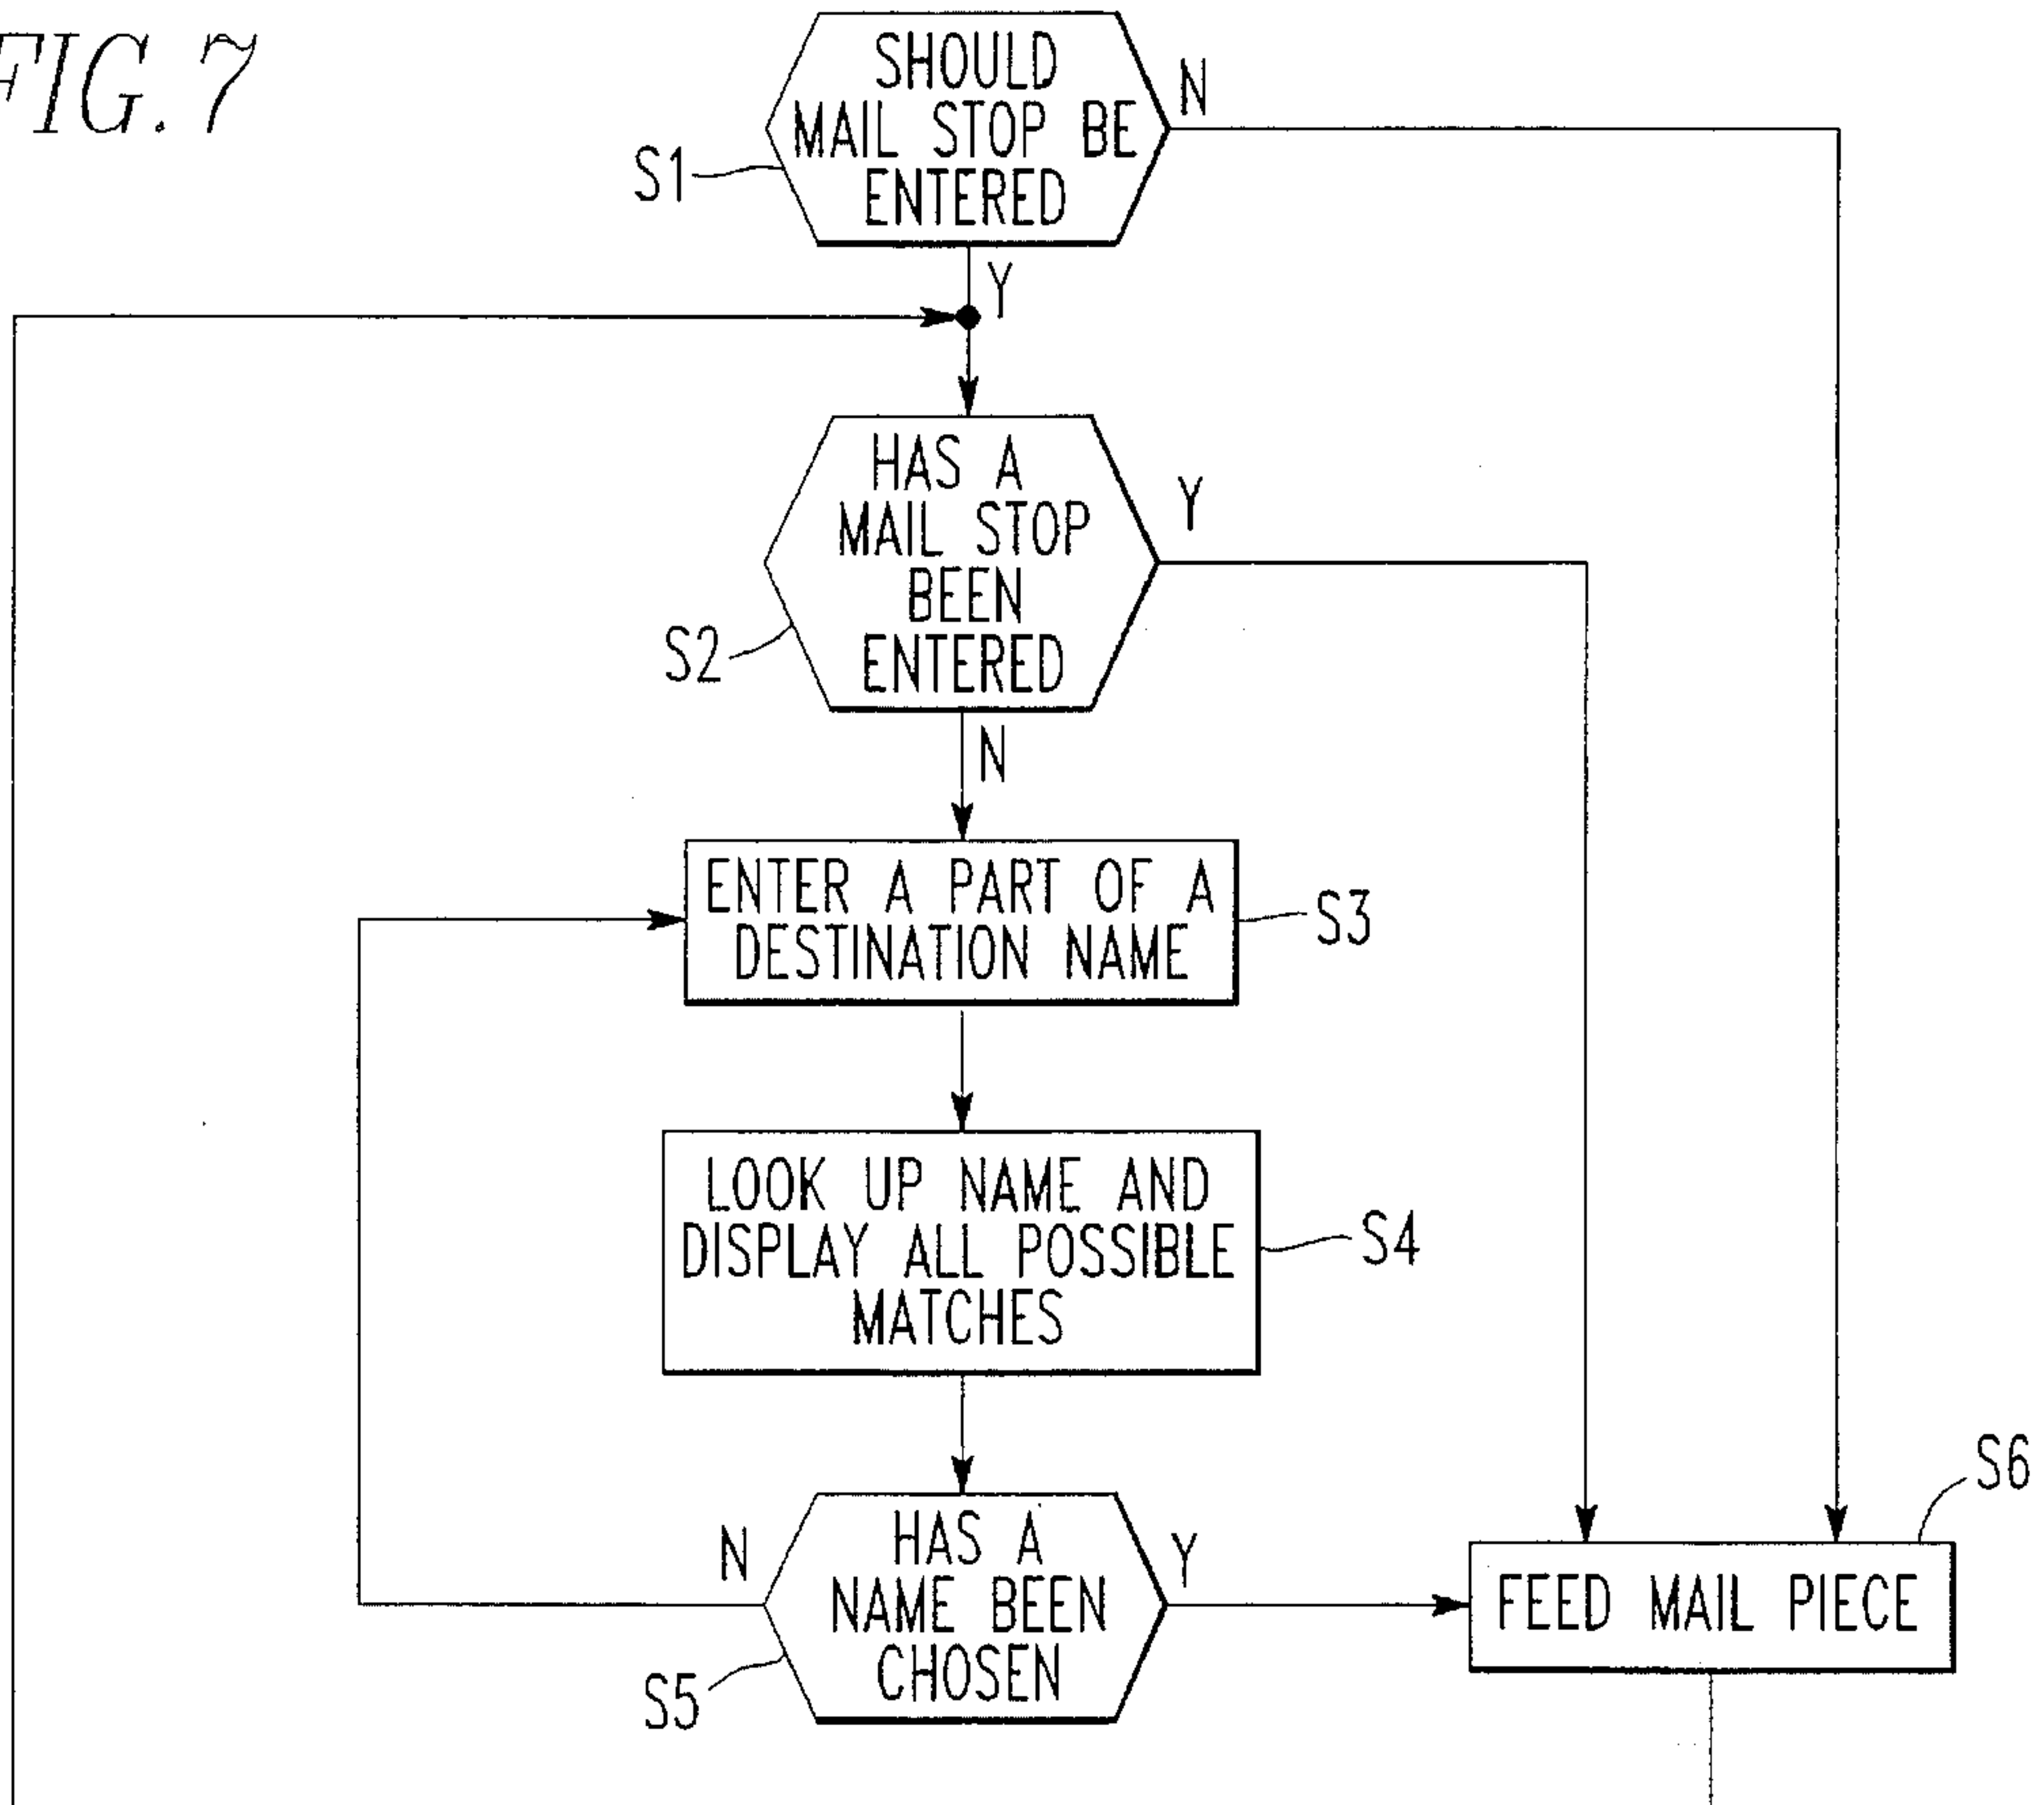 FIG. 7
SHOULD
MAIL STOP BE
ENTERED
N
S1
Y
HAS A
MAIL STOP
BEEN
ENTERED
Y
S2
N
ENTER A PART OF A
DESTINATION NAME
S3
LOOK UP NAME AND
DISPLAY ALL POSSIBLE
MATCHES
S4
HAS A
NAME BEEN
CHOSEN
N
Y
S5
FEED MAIL PIECE
S6